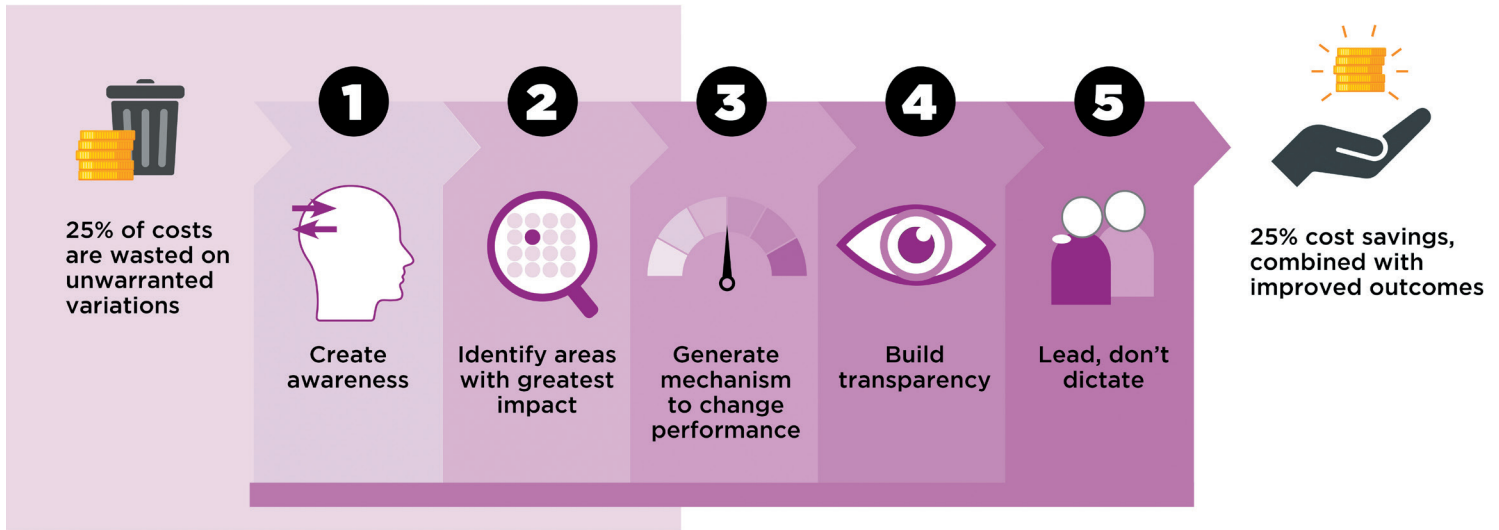 25% of costs
are wasted on
unwarranted
variations
1
Create
awareness
2
Identify areas
with greatest
impact
3
Generate
mechanism
to change
performance
4
Build
transparency
5
Lead, don’t
dictate
25% cost savings,
combined with
improved outcomes